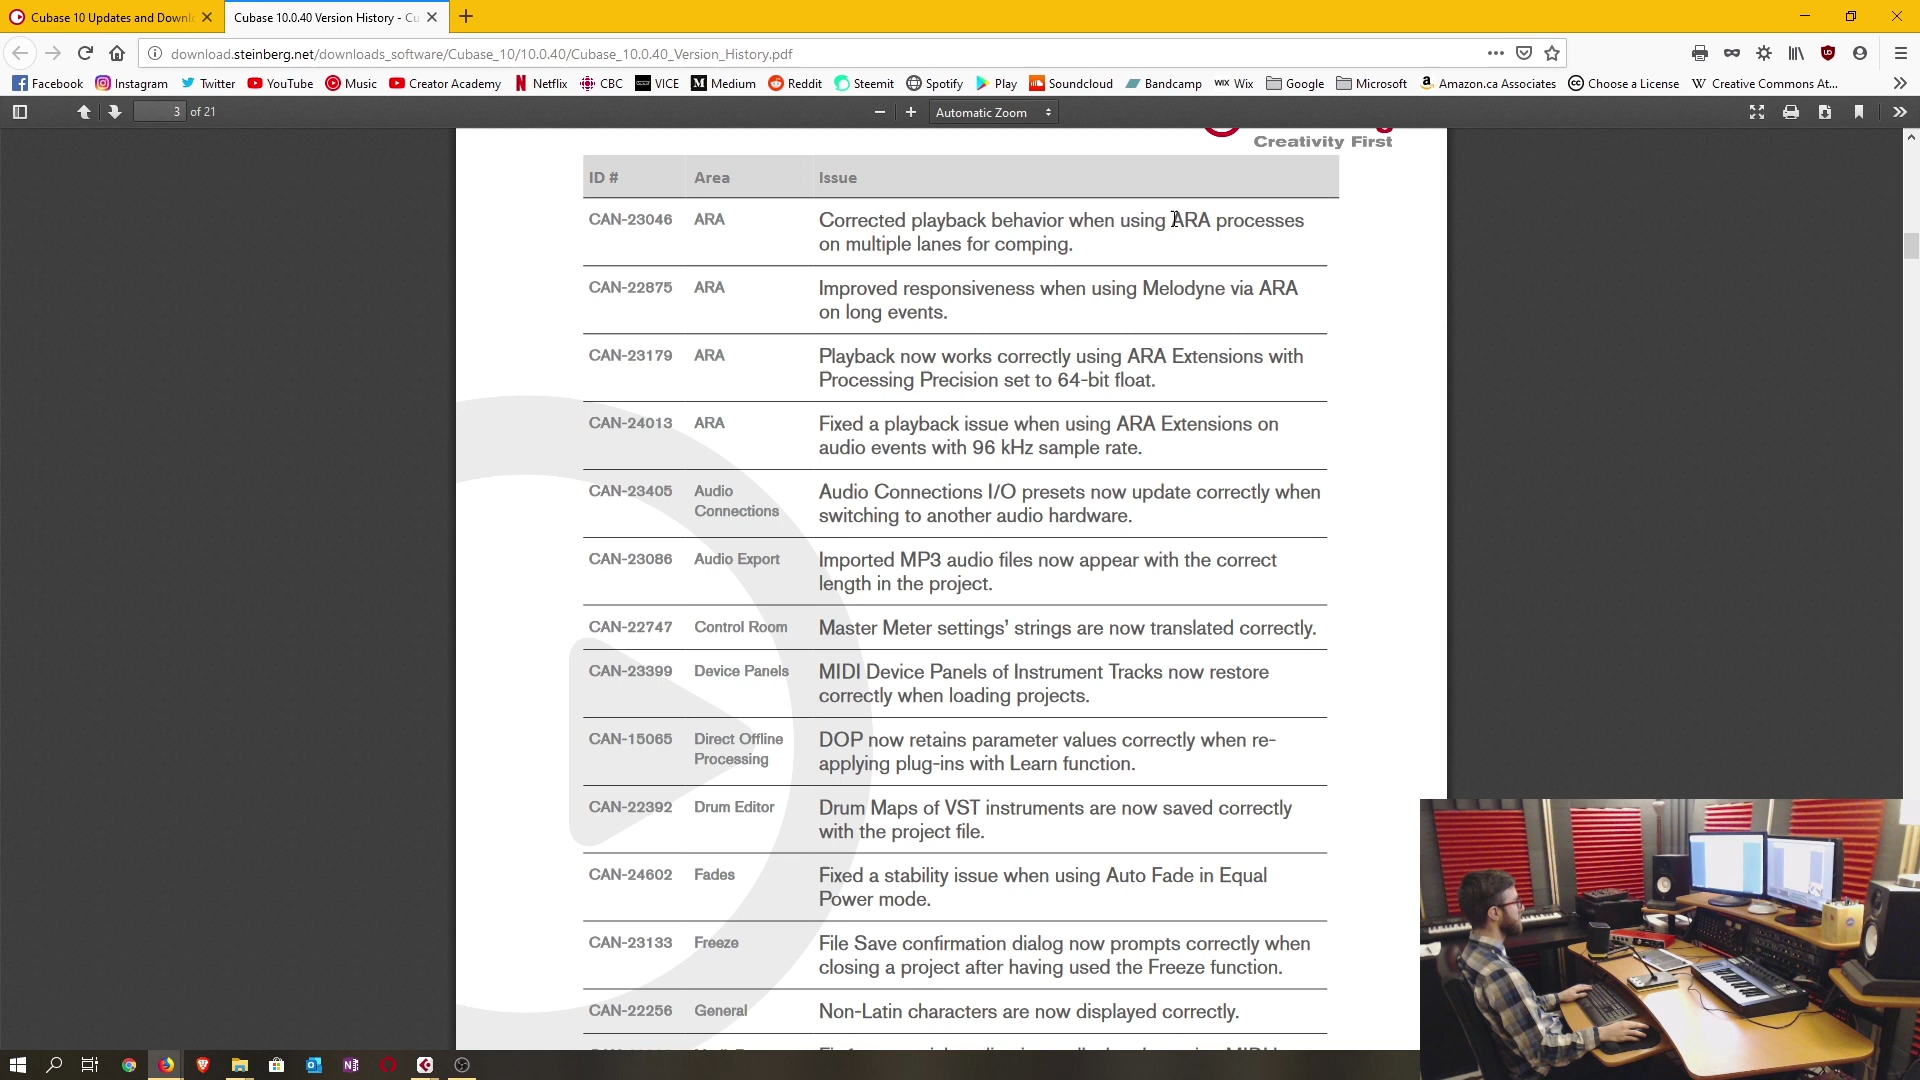 Cubase 10 Updates and Downl
Cubase 10.0.40 Version History - Cu
download.steinberg.net/downloads_software/Cubase_10/10.0.40/Cubase_10.0.40_Version_History.pdf
Facebook Instagram Twitter YouTube Music Creator Academy Netflix CBC VICE Medium Reddit Steemit Spotify Play Soundcloud Bandcamp WIX Wix Google Microsoft Amazon.ca Associates Choose a License Creative Commons At...
3 of 21
Automatic Zoom
Creativity First
ID # Area Issue
CAN-23046 ARA Corrected playback behavior when using ARA processes
on multiple lanes for comping.
CAN-22875 ARA Improved responsiveness when using Melodyne via ARA
on long events.
CAN-23179 ARA Playback now works correctly using ARA Extensions with
Processing Precision set to 64-bit float.
CAN-24013 ARA Fixed a playback issue when using ARA Extensions on
audio events with 96 kHz sample rate.
CAN-23405 Audio Audio Connections I/O presets now update correctly when
Connections switching to another audio hardware.
CAN-23086 Audio Export Imported MP3 audio files now appear with the correct
length in the project.
CAN-22747 Control Room Master Meter settings' strings are now translated correctly.
CAN-23399 Device Panels MIDI Device Panels of Instrument Tracks now restore
correctly when loading projects.
CAN-15065 Direct Offline DOP now retains parameter values correctly when re-
Processing applying plug-ins with Learn function.
CAN-22392 Drum Editor Drum Maps of VST instruments are now saved correctly
with the project file.
CAN-24602 Fades Fixed a stability issue when using Auto Fade in Equal
Power mode.
CAN-23133 Freeze File Save confirmation dialog now prompts correctly when
closing a project after having used the Freeze function.
CAN-22256 General Non-Latin characters are now displayed correctly.